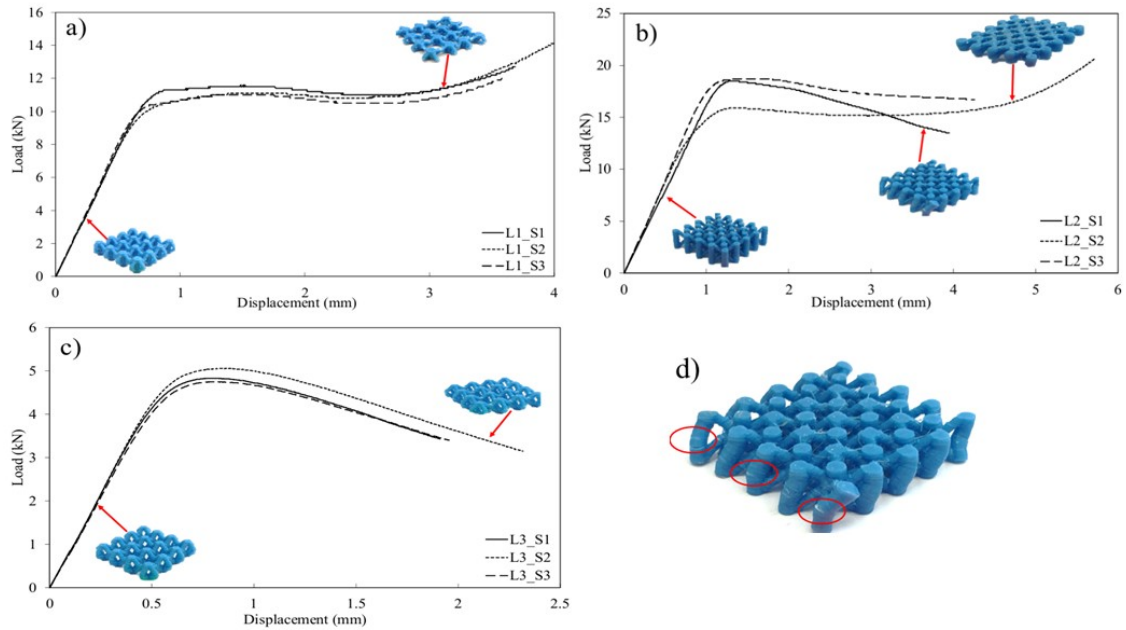 a)
16
14
12
10
8
6
4
2
0
Load (kN)
0 1 2 3 4
Displacement (mm)
L1_S1
L1_S2
L1_S3
b)
25
20
15
10
5
0
Load (kN)
0 1 2 3 4 5 6
Displacement (mm)
L2_S1
L2_S2
L2_S3
c)
6
5
4
3
2
1
0
Load (kN)
0 0.5 1 1.5 2 2.5
Displacement (mm)
L3_S1
L3_S2
L3_S3
d)